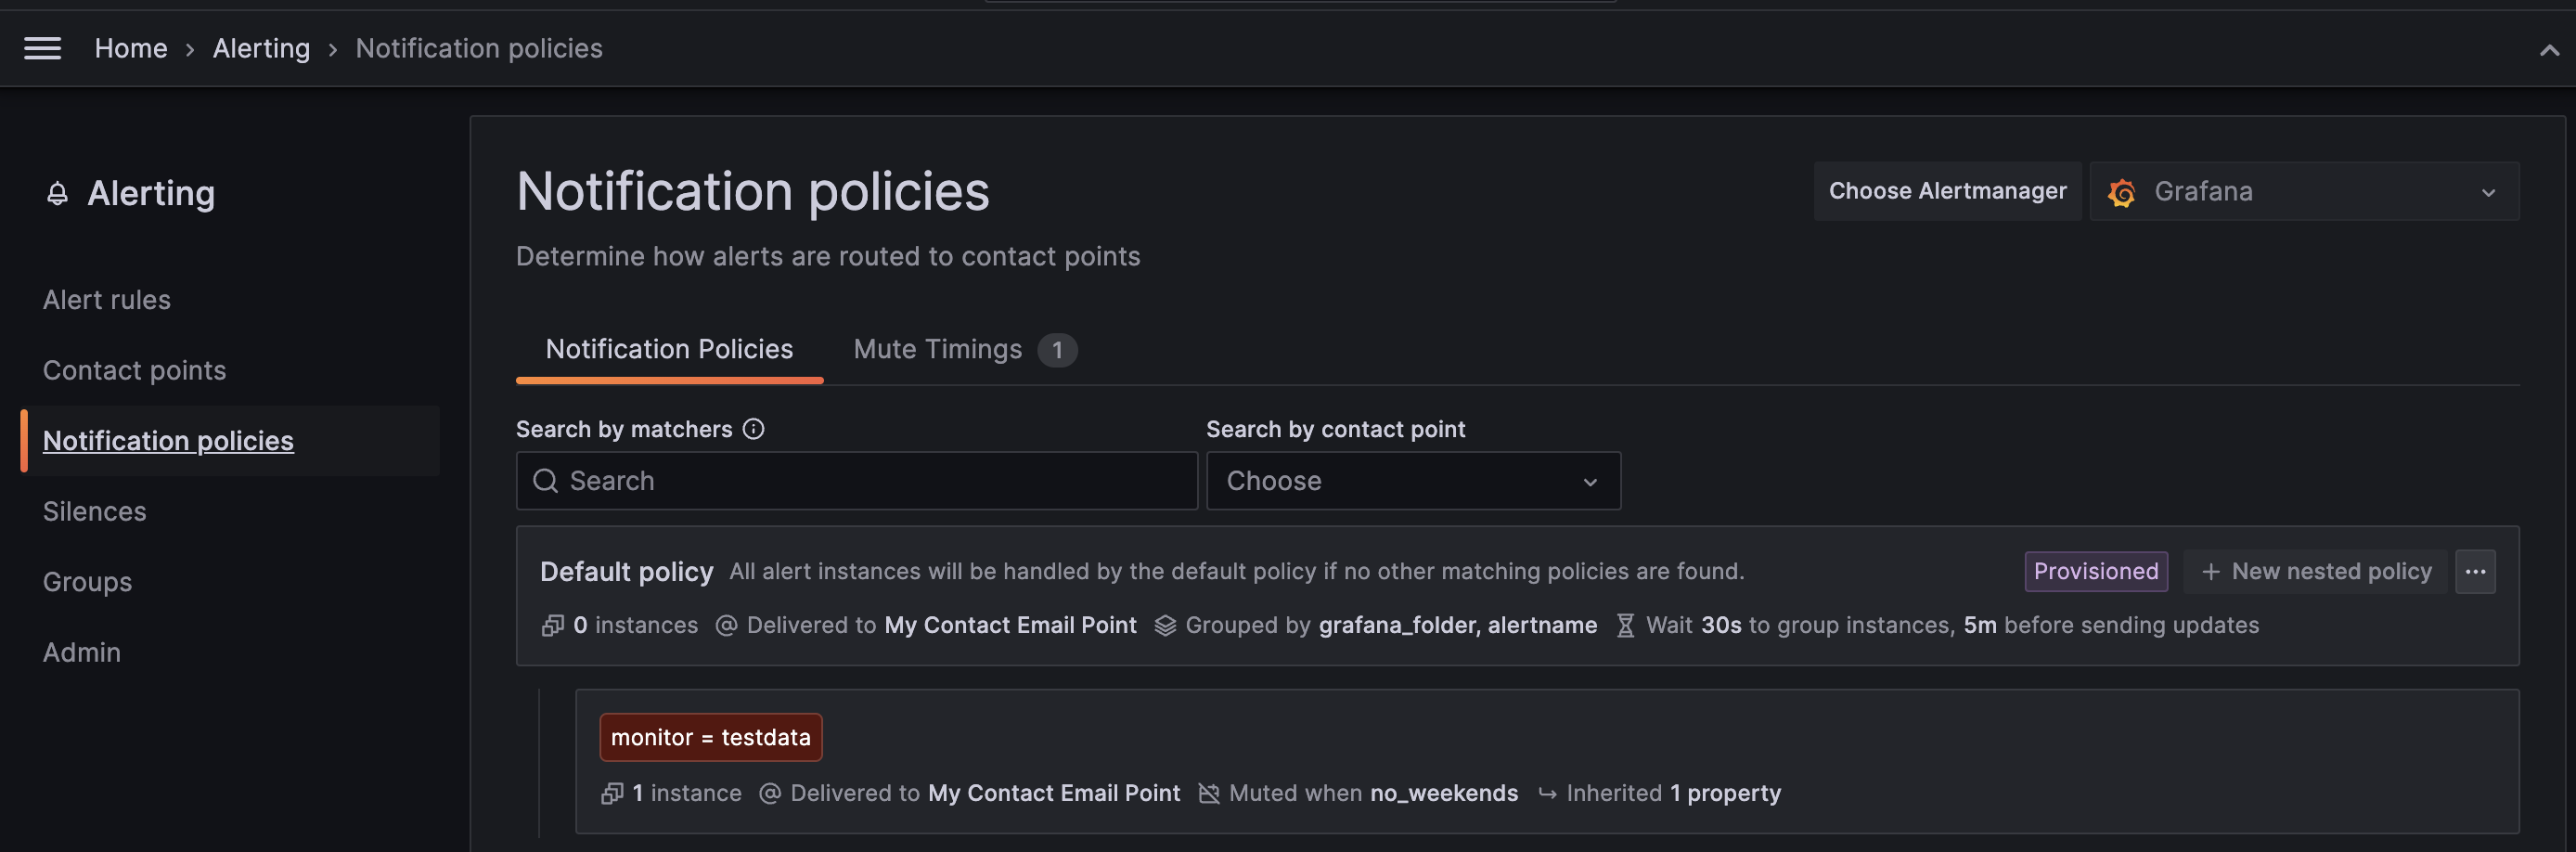 Home › Alerting › Notification policies
Alerting
Alert rules
Contact points
Notification policies
Silences
Groups
Admin
Notification policies
Choose Alertmanager Grafana
Determine how alerts are routed to contact points
Notification Policies Mute Timings 1
Search by matchers Search by contact point
Search Choose
Default policy All alert instances will be handled by the default policy if no other matching policies are found. Provisioned + New nested policy ...
0 instances @ Delivered to My Contact Email Point Grouped by grafana_folder, alertname Wait 30s to group instances, 5m before sending updates
monitor = testdata
1 instance @ Delivered to My Contact Email Point Muted when no_weekends Inherited 1 property